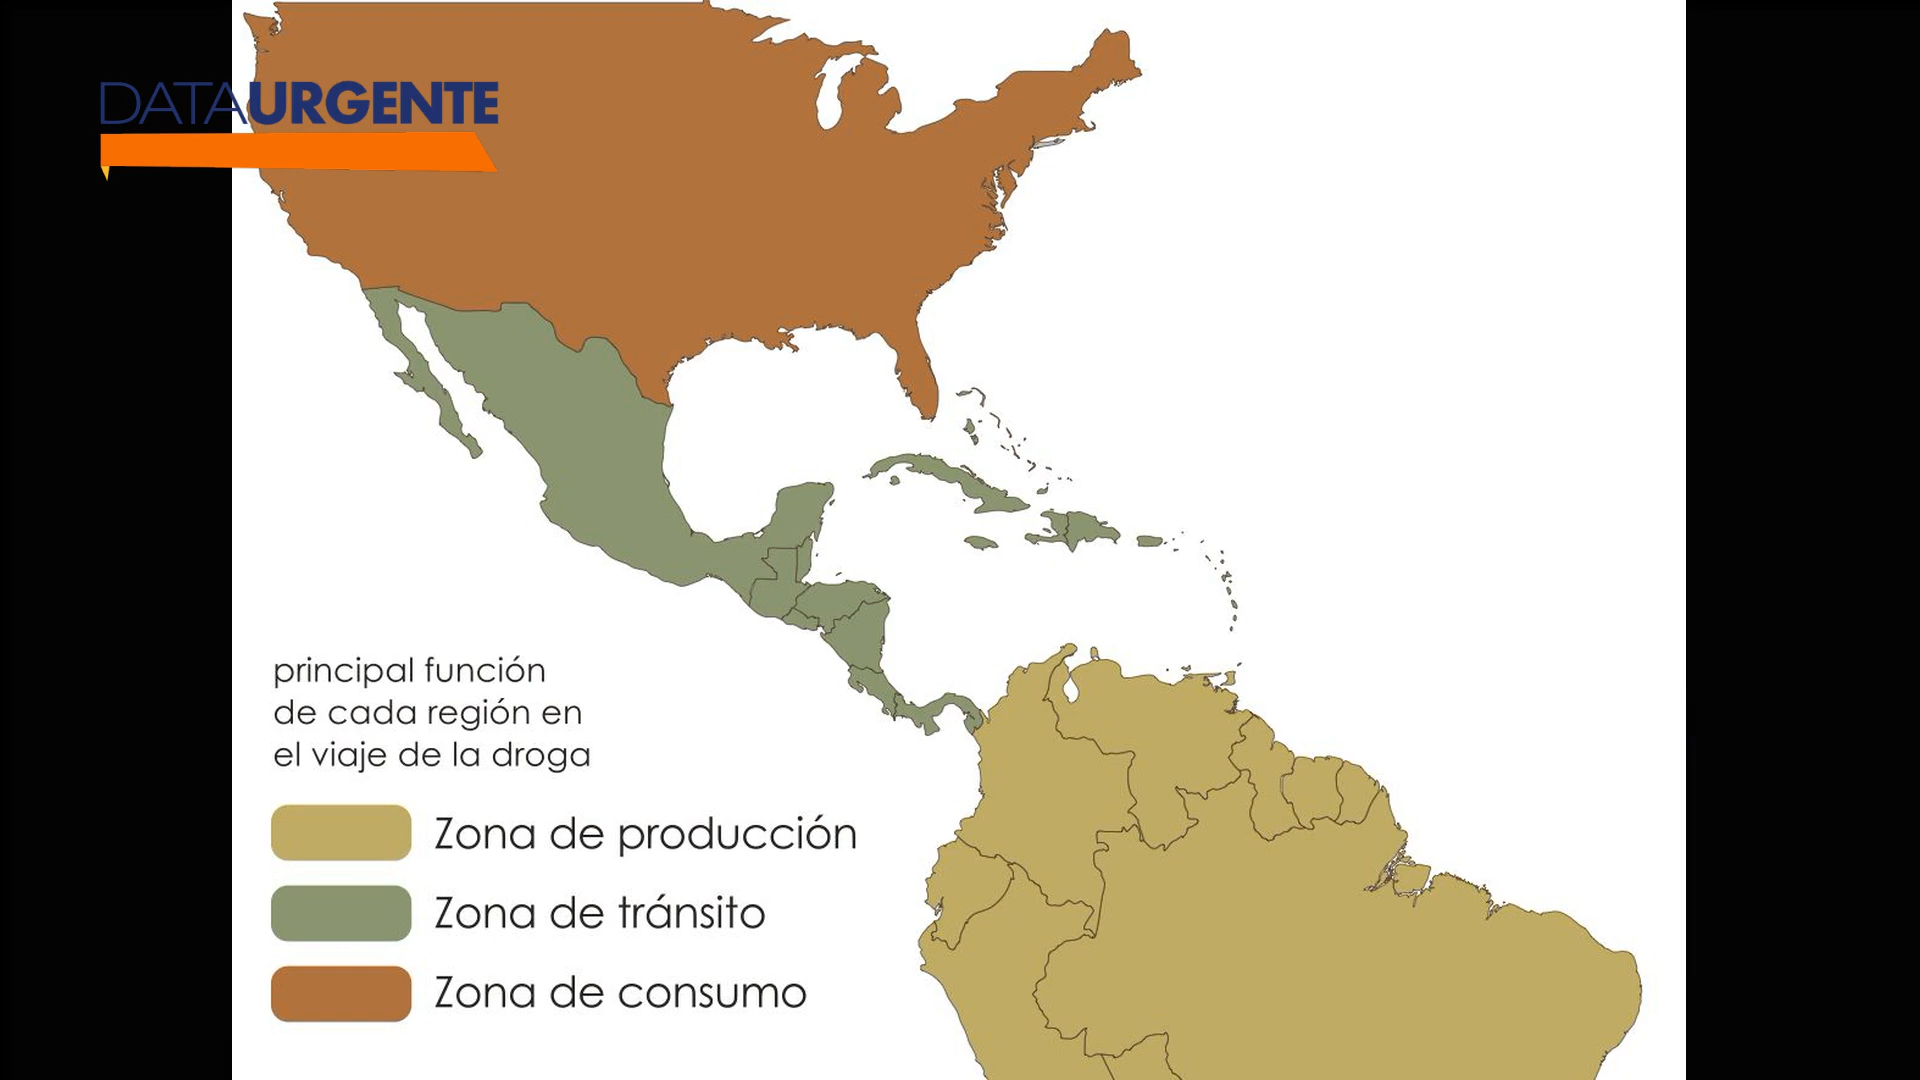 DATAURGENTE
principal función
de cada región en
el viaje de la droga
Zona de producción
Zona de tránsito
Zona de consumo